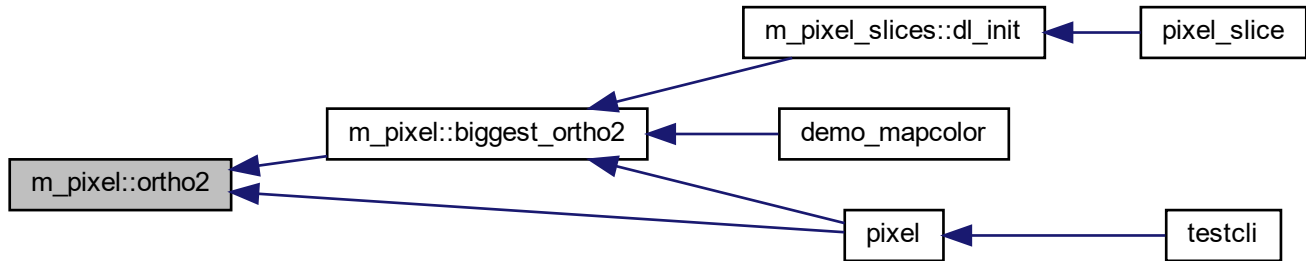 m_pixel_slices::dl_init
pixel_slice
m_pixel::biggest_ortho2
demo_mapcolor
m_pixel::ortho2
pixel
testcli